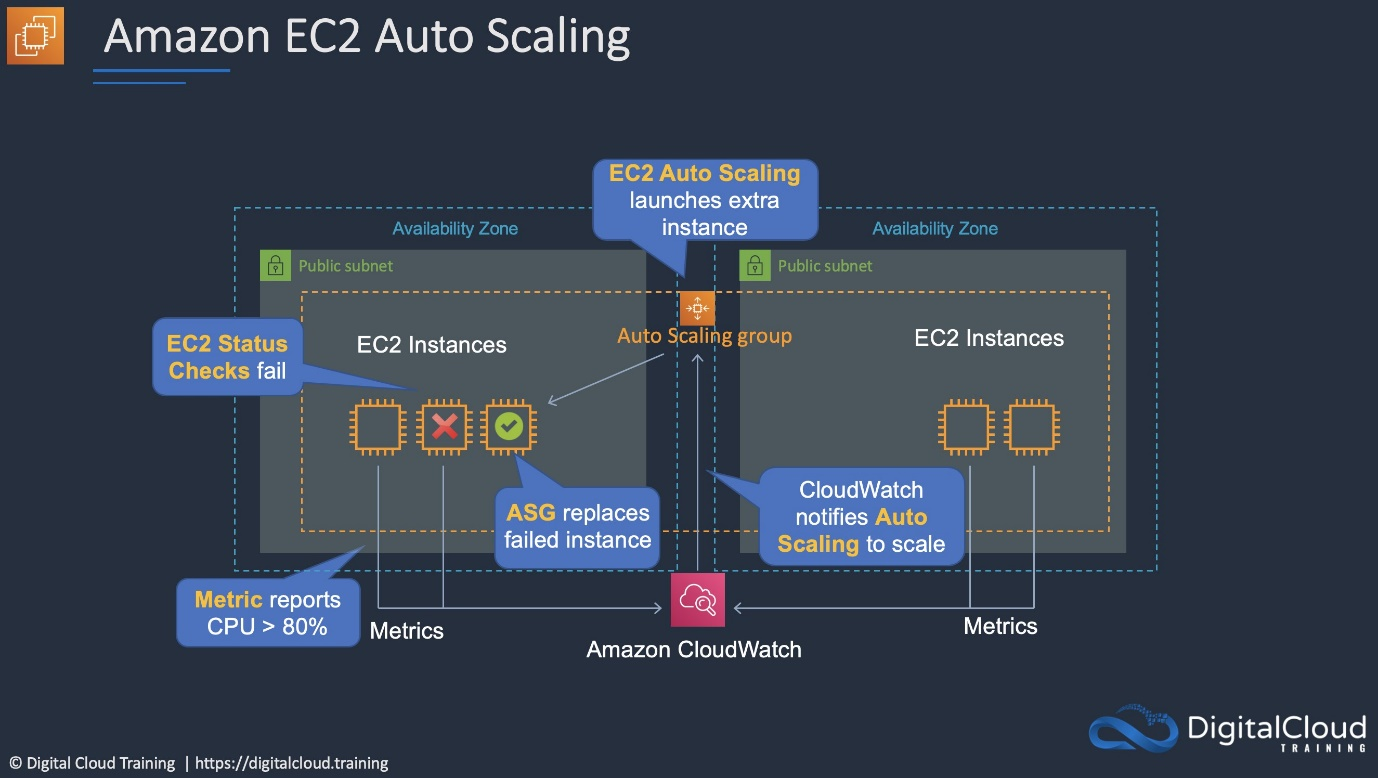 Amazon EC2 Auto Scaling
EC2 Auto Scaling
launches extra
instance
Availability Zone
Availability Zone
Public subnet
Public subnet
Auto Scaling group
EC2 Status
Checks fail
EC2 Instances
EC2 Instances
ASG replaces
failed instance
CloudWatch
notifies Auto
Scaling to scale
Metric reports
CPU > 80%
Metrics
Metrics
Amazon CloudWatch
DigitalCloud
TRAINING
© Digital Cloud Training | https://digitalcloud.training